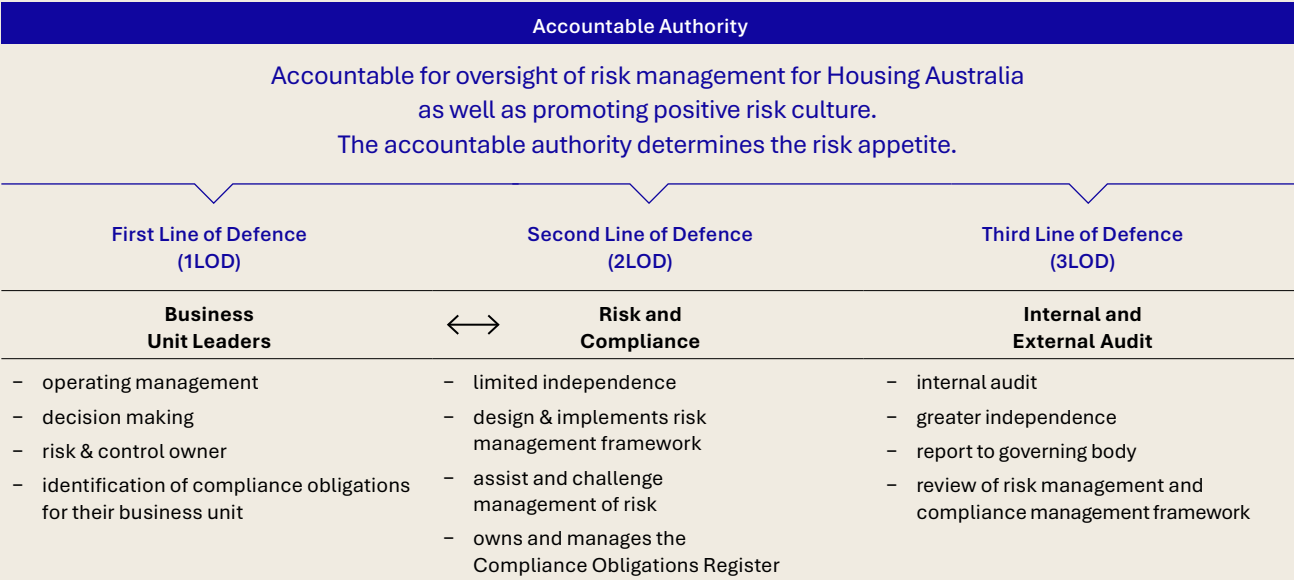 Accountable Authority
Accountable for oversight of risk management for Housing Australia
as well as promoting positive risk culture.
The accountable authority determines the risk appetite.
First Line of Defence
(1LOD)
Business
Unit Leaders
– operating management
– decision making
– risk & control owner
– identification of compliance obligations
for their business unit
Second Line of Defence
(2LOD)
Risk and
Compliance
– limited independence
– design & implements risk
management framework
– assist and challenge
management of risk
– owns and manages the
Compliance Obligations Register
Third Line of Defence
(3LOD)
Internal and
External Audit
– internal audit
– greater independence
– report to governing body
– review of risk management and
compliance management framework